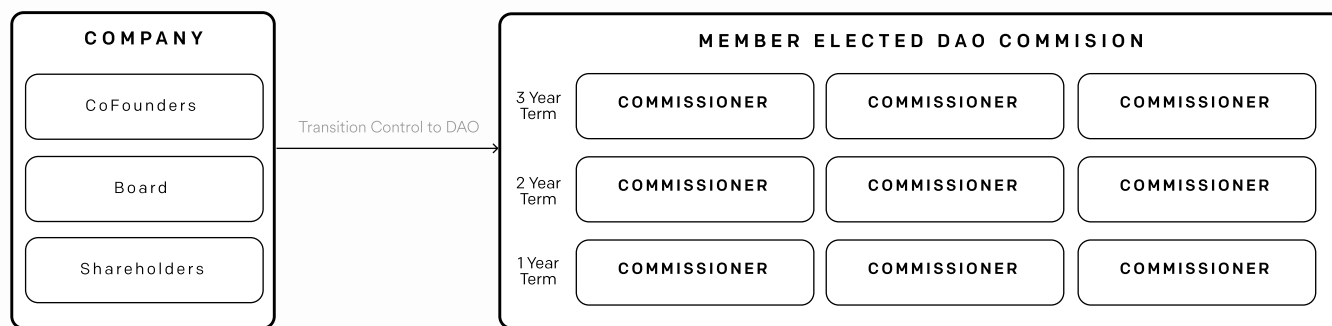 COMPANY
CoFounders
Board
Shareholders
Transition Control to DAO
MEMBER ELECTED DAO COMMISION
3 Year
Term
COMMISSIONER
COMMISSIONER
COMMISSIONER
2 Year
Term
COMMISSIONER
COMMISSIONER
COMMISSIONER
1 Year
Term
COMMISSIONER
COMMISSIONER
COMMISSIONER